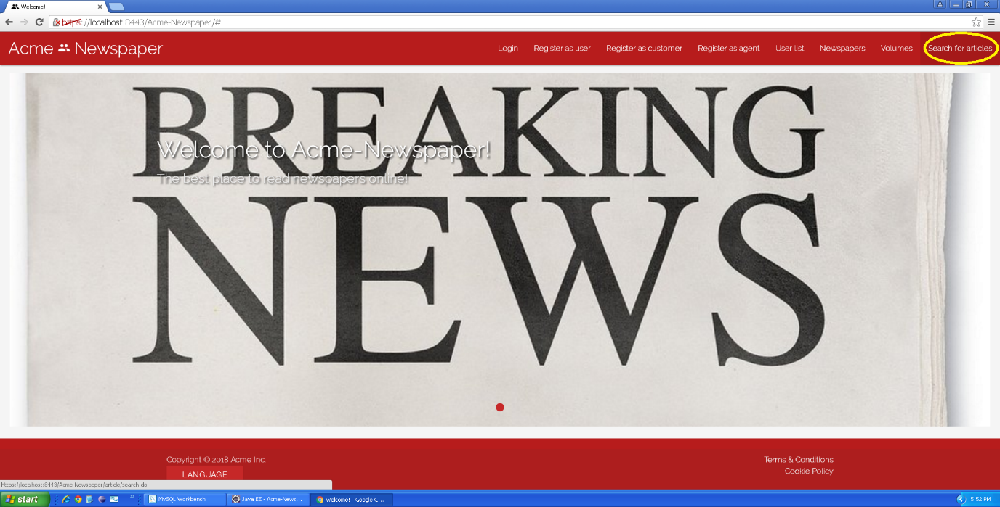 Welcome!
https://localhost:8443/Acme-Newspaper/#
Acme Newspaper
Login Register as user Register as customer Register as agent User list Newspapers Volumes Search for articles
BREAKING
Welcome to Acme-Newspaper!
The best place to read newspapers online!
NEWS
Copyright © 2018 Acme Inc.
Terms & Conditions
Cookie Policy
LANGUAGE
https://localhost:8443/Acme-Newspaper/article/search.do
start MySQL Workbench Java EE - Acme-News... Welcome! - Google C... 5:52 PM